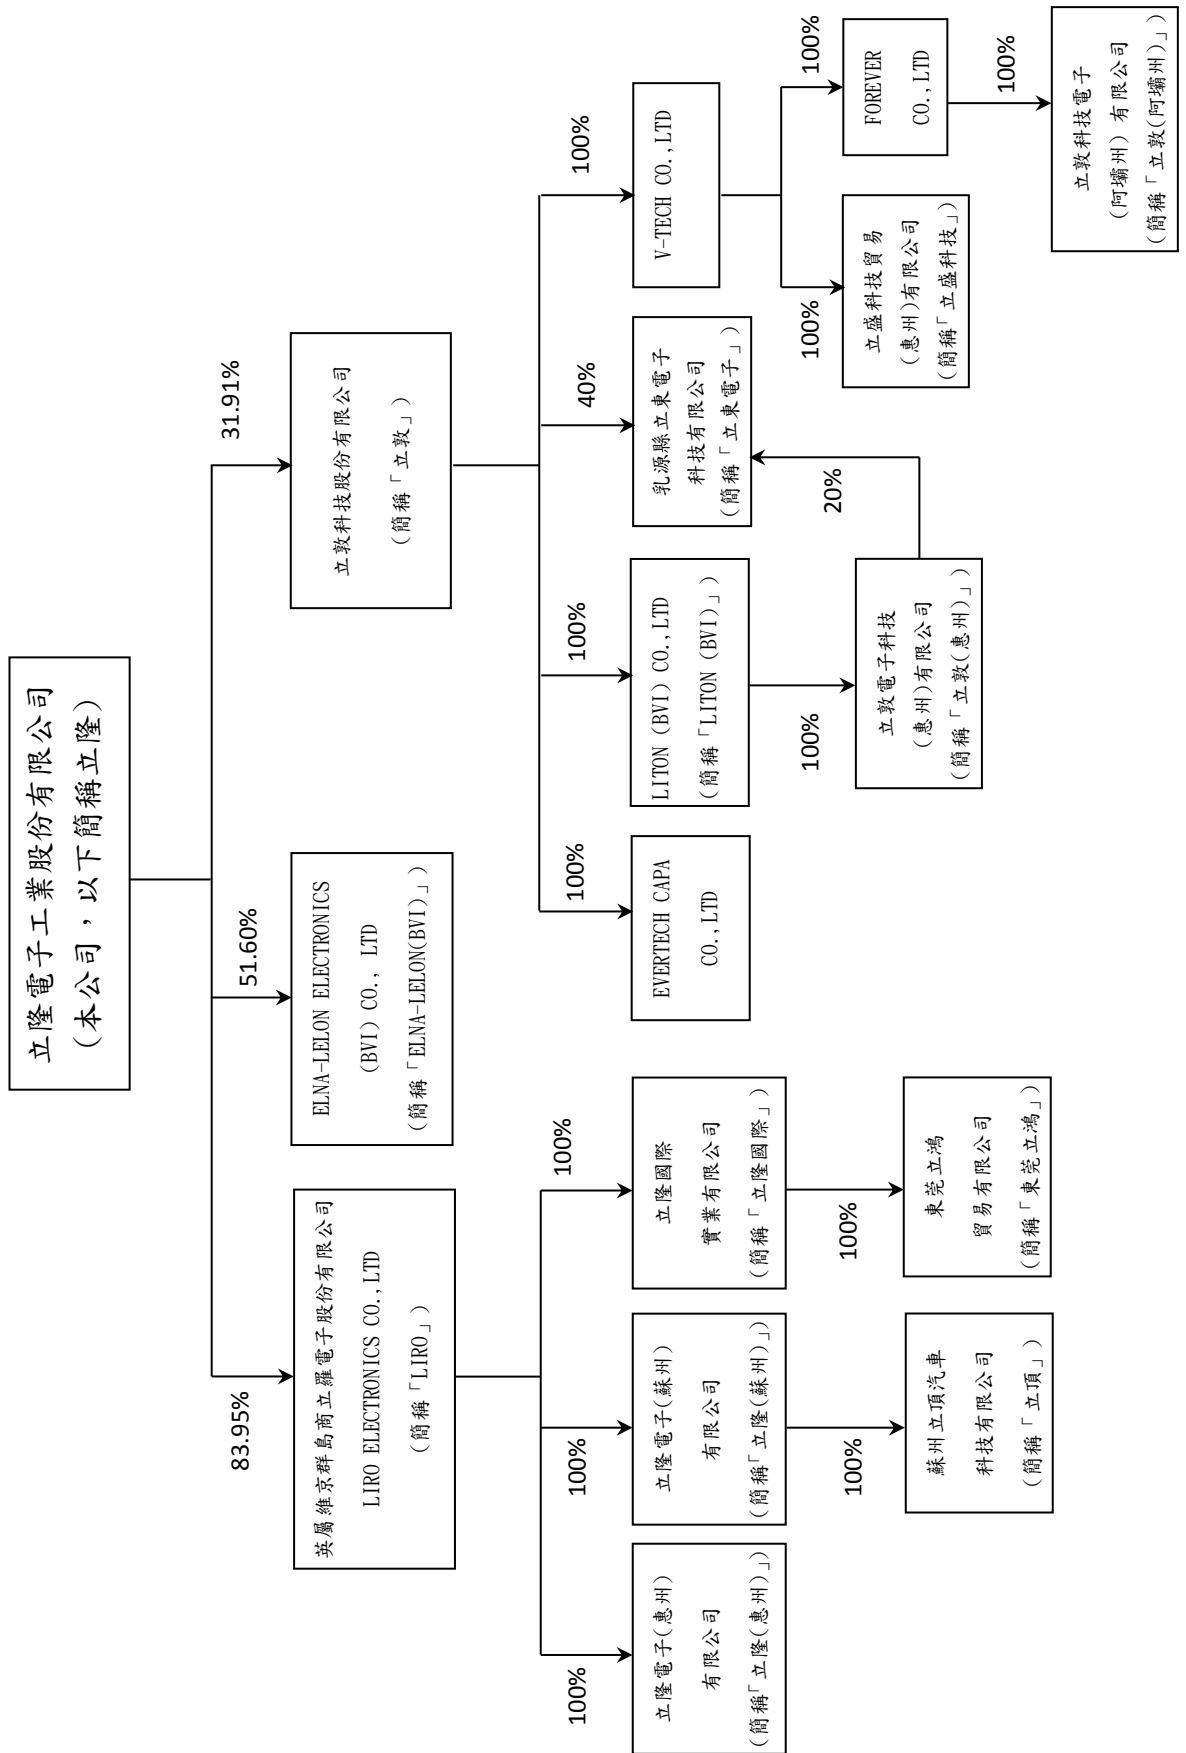 立隆電子工業股份有限公司
(本公司，以下簡稱立隆)
83.95%
51.60%
31.91%
英屬維京群島商立羅電子股份有限公司
LIRO ELECTRONICS CO.,LTD
(簡稱「LIRO」)
ELNA-LELON ELECTRONICS
(BVI) CO., LTD
(簡稱「ELNA-LELON(BVI)」)
立敦科技股份有限公司
(簡稱「立敦」)
100%
100%
100%
100%
100%
40%
100%
立隆電子(惠州)
有限公司
(簡稱「立隆(惠州)」)
立隆電子(蘇州)
有限公司
(簡稱「立隆(蘇州)」)
立隆國際
實業有限公司
(簡稱「立隆國際」)
EVERTECH CAPA
CO.,LTD
LITON (BVI) CO.,LTD
(簡稱「LITON (BVI)」)
乳源縣立東電子
科技有限公司
(簡稱「立東電子」)
V-TECH CO.,LTD
100%
100%
100%
20%
100%
100%
蘇州立頂汽車
科技有限公司
(簡稱「立頂」)
東莞立鴻
貿易有限公司
(簡稱「東莞立鴻」)
立敦電子科技
(惠州)有限公司
(簡稱「立敦(惠州)」)
立盛科技貿易
(惠州)有限公司
(簡稱「立盛科技」)
FOREVER
CO.,LTD
100%
立敦科技電子
(阿壩州) 有限公司
(簡稱「立敦(阿壩州)」)